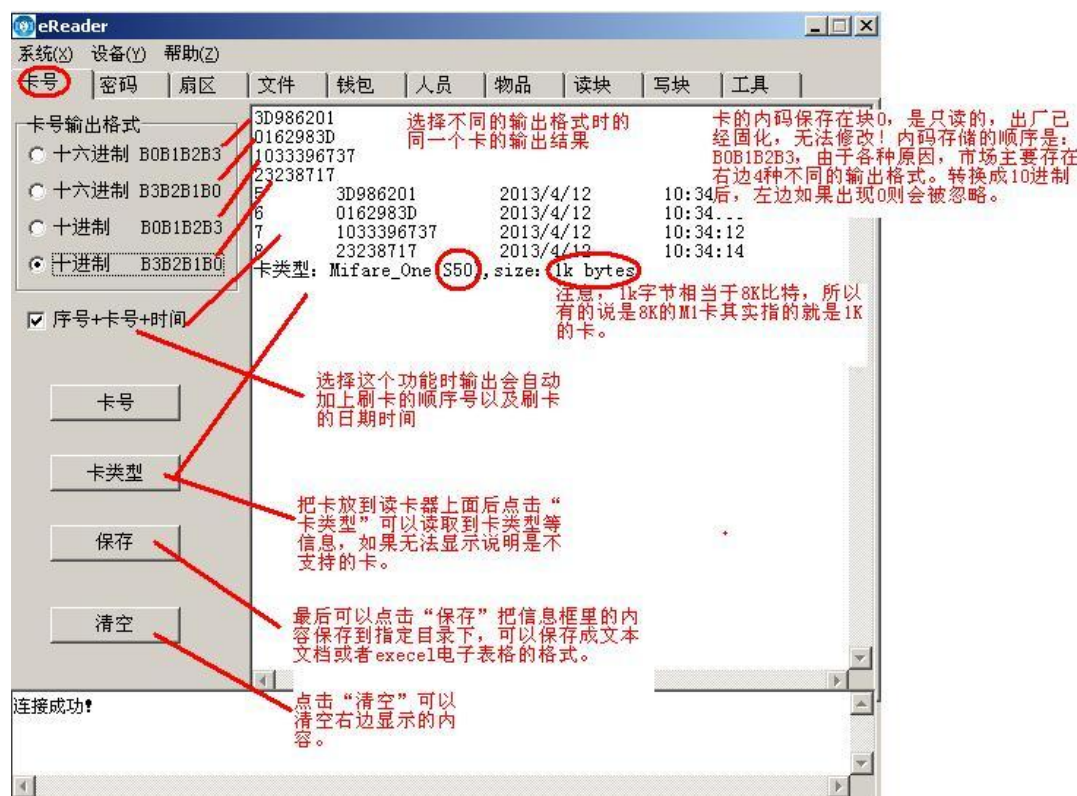 eReader
系统(X) 设备(Y) 帮助(Z)
卡号 密码 扇区 文件 钱包 人员 物品 读块 写块 工具
卡号输出格式
十六进制 B0B1B2B3
十六进制 B3B2B1B0
十进制 B0B1B2B3
十进制 B3B2B1B0
序号+卡号+时间
卡号
卡类型
保存
清空
3D986201
0162983D
1033396737
23238717
5 3D986201 2013/4/12 10:34
6 0162983D 2013/4/12 10:34
7 1033396737 2013/4/12 10:34:12
8 23238717 2013/4/12 10:34:14
卡类型: Mifare_One(S50),size: 1k bytes
选择不同的输出格式时的
同一个卡的输出结果
卡的内码保存在块0，是只读的，出厂已
经固化，无法修改！内码存储的顺序是：
B0B1B2B3，由于各种原因，市场主要存在
右边4种不同的输出格式。转换成10进制
后，左边如果出现0则会被忽略。
注意，1k字节相当于8K比特，所以
有的说是8K的M1卡其实指的就是1K
的卡。
选择这个功能时输出会自动
加上刷卡的顺序号以及刷卡
的日期时间
把卡放到读卡器上面后点击“
卡类型”可以读取到卡类型等
信息，如果无法显示说明是不
支持的卡。
最后可以点击“保存”把信息框里的内
容保存到指定目录下，可以保存成文本
文档或者execel电子表格的格式。
点击“清空”可以
清空右边显示的内
容。
连接成功!